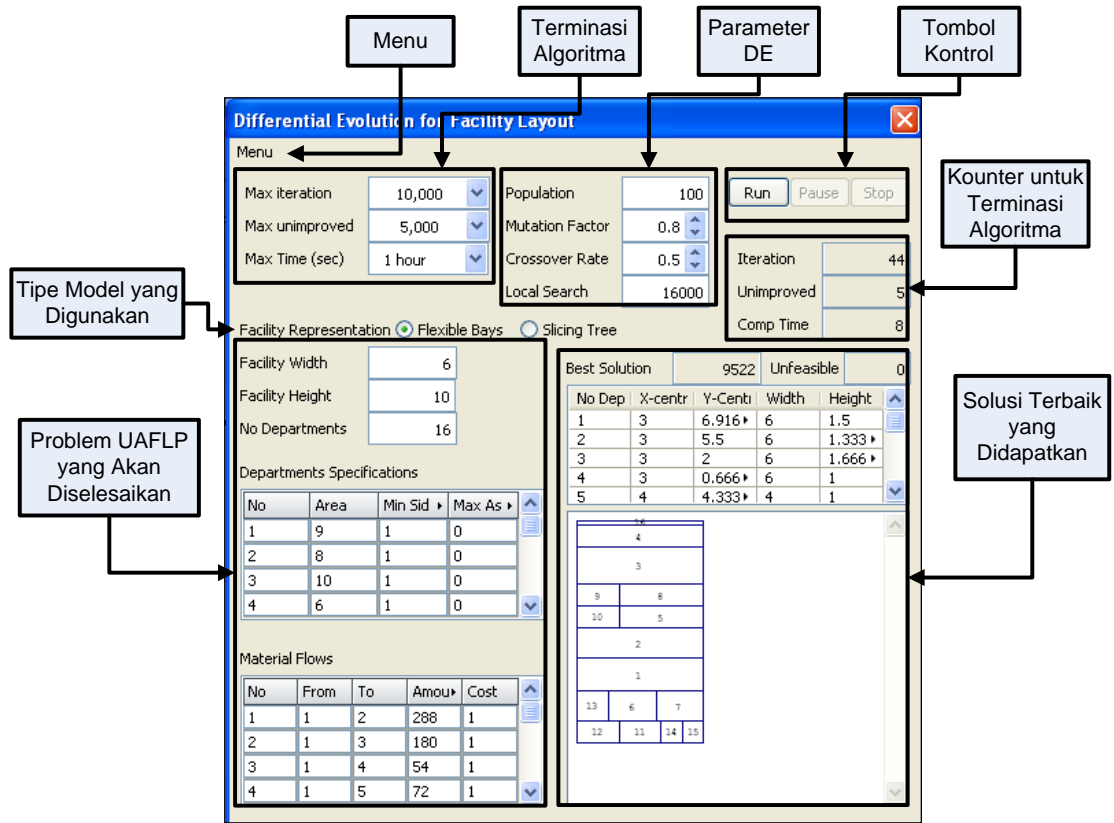 Menu
Terminasi
Algoritma
Parameter
DE
Tombol
Kontrol
Differential Evolution for Facility Layout
Menu
Max iteration 10,000
Max unimproved 5,000
Max Time (sec) 1 hour
Population 100
Mutation Factor 0.8
Crossover Rate 0.5
Local Search 16000
Run Pause Stop
Kounter untuk
Terminasi
Algoritma
Iteration 44
Unimproved 5
Comp Time 8
Tipe Model yang
Digunakan
Facility Representation Flexible Bays Slicing Tree
Facility Width 6
Facility Height 10
No Departments 16
Problem UAFLP
yang Akan
Diselesaikan
Departments Specifications
No Area Min Sid Max As
1 9 1 0
2 8 1 0
3 10 1 0
4 6 1 0
Material Flows
No From To Amou Cost
1 1 2 288 1
2 1 3 180 1
3 1 4 54 1
4 1 5 72 1
Best Solution 9522 Unfeasible 0
No Dep X-centr Y-Centi Width Height
1 3 6.916 6 1.5
2 3 5.5 6 1.333
3 3 2 6 1.666
4 3 0.666 6 1
5 4 4.333 4 1
Solusi Terbaik
yang
Didapatkan
16
4
3
9 8
10 5
2
1
13 6 7
12 11 14 15